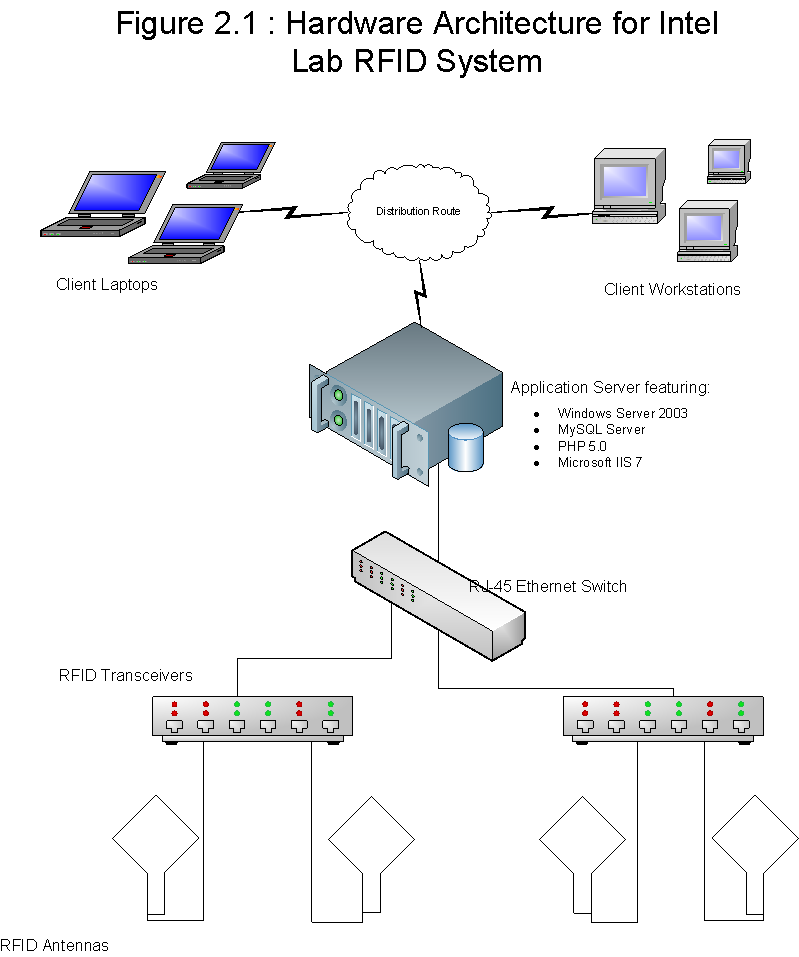 Figure 2.1 : Hardware Architecture for Intel
Lab RFID System
Distribution Route
Client Laptops
Client Workstations
Application Server featuring:
• Windows Server 2003
• MySQL Server
• PHP 5.0
• Microsoft IIS 7
RJ-45 Ethernet Switch
RFID Transceivers
RFID Antennas